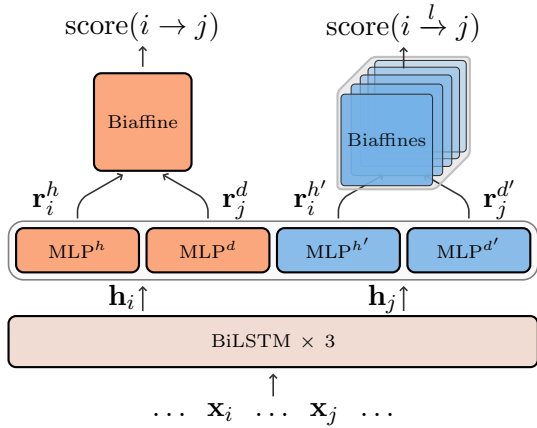 score(i → j) score(i →^l j)
Biaffine Biaffines
r_i^h r_j^d r_i^{h'} r_j^{d'}
MLP^h MLP^d MLP^{h'} MLP^{d'}
h_i h_j
BiLSTM × 3
... x_i ... x_j ...